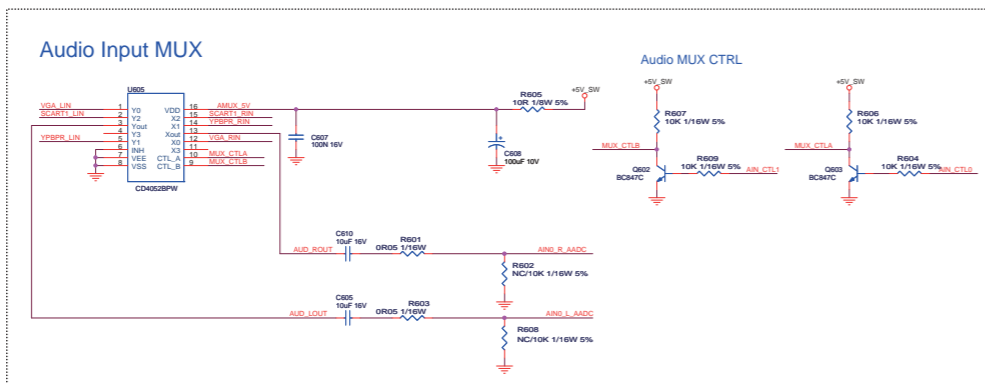 Audio Input MUX
Audio MUX CTRL
U605
VGA_LIN 1 Y0 VDD 16 AMUX_5V
SCART1_LIN 2 Y2 X2 15 SCART1_RIN
3 Yout X1 14 YPBPR_RIN
4 Y3 Xout 13
YPBPR_LIN 5 Y1 X0 12 VGA_RIN
6 INH X3 11
7 VEE CTL_A 10 MUX_CTLA
8 VSS CTL_B 9 MUX_CTLB
CD4052BPW
C607
100N 16V
C608
100uF 10V
R605
10R 1/8W 5%
+5V_SW
+5V_SW
R607
10K 1/16W 5%
MUX_CTLB
Q602
BC847C
R609
10K 1/16W 5%
AIN_CTL1
+5V_SW
R606
10K 1/16W 5%
MUX_CTLA
Q603
BC847C
R604
10K 1/16W 5%
AIN_CTL0
AUD_ROUT
C610
10uF 16V
R601
0R05 1/16W
AIN0_R_AADC
R602
NC/10K 1/16W 5%
AUD_LOUT
C605
10uF 16V
R603
0R05 1/16W
AIN0_L_AADC
R608
NC/10K 1/16W 5%